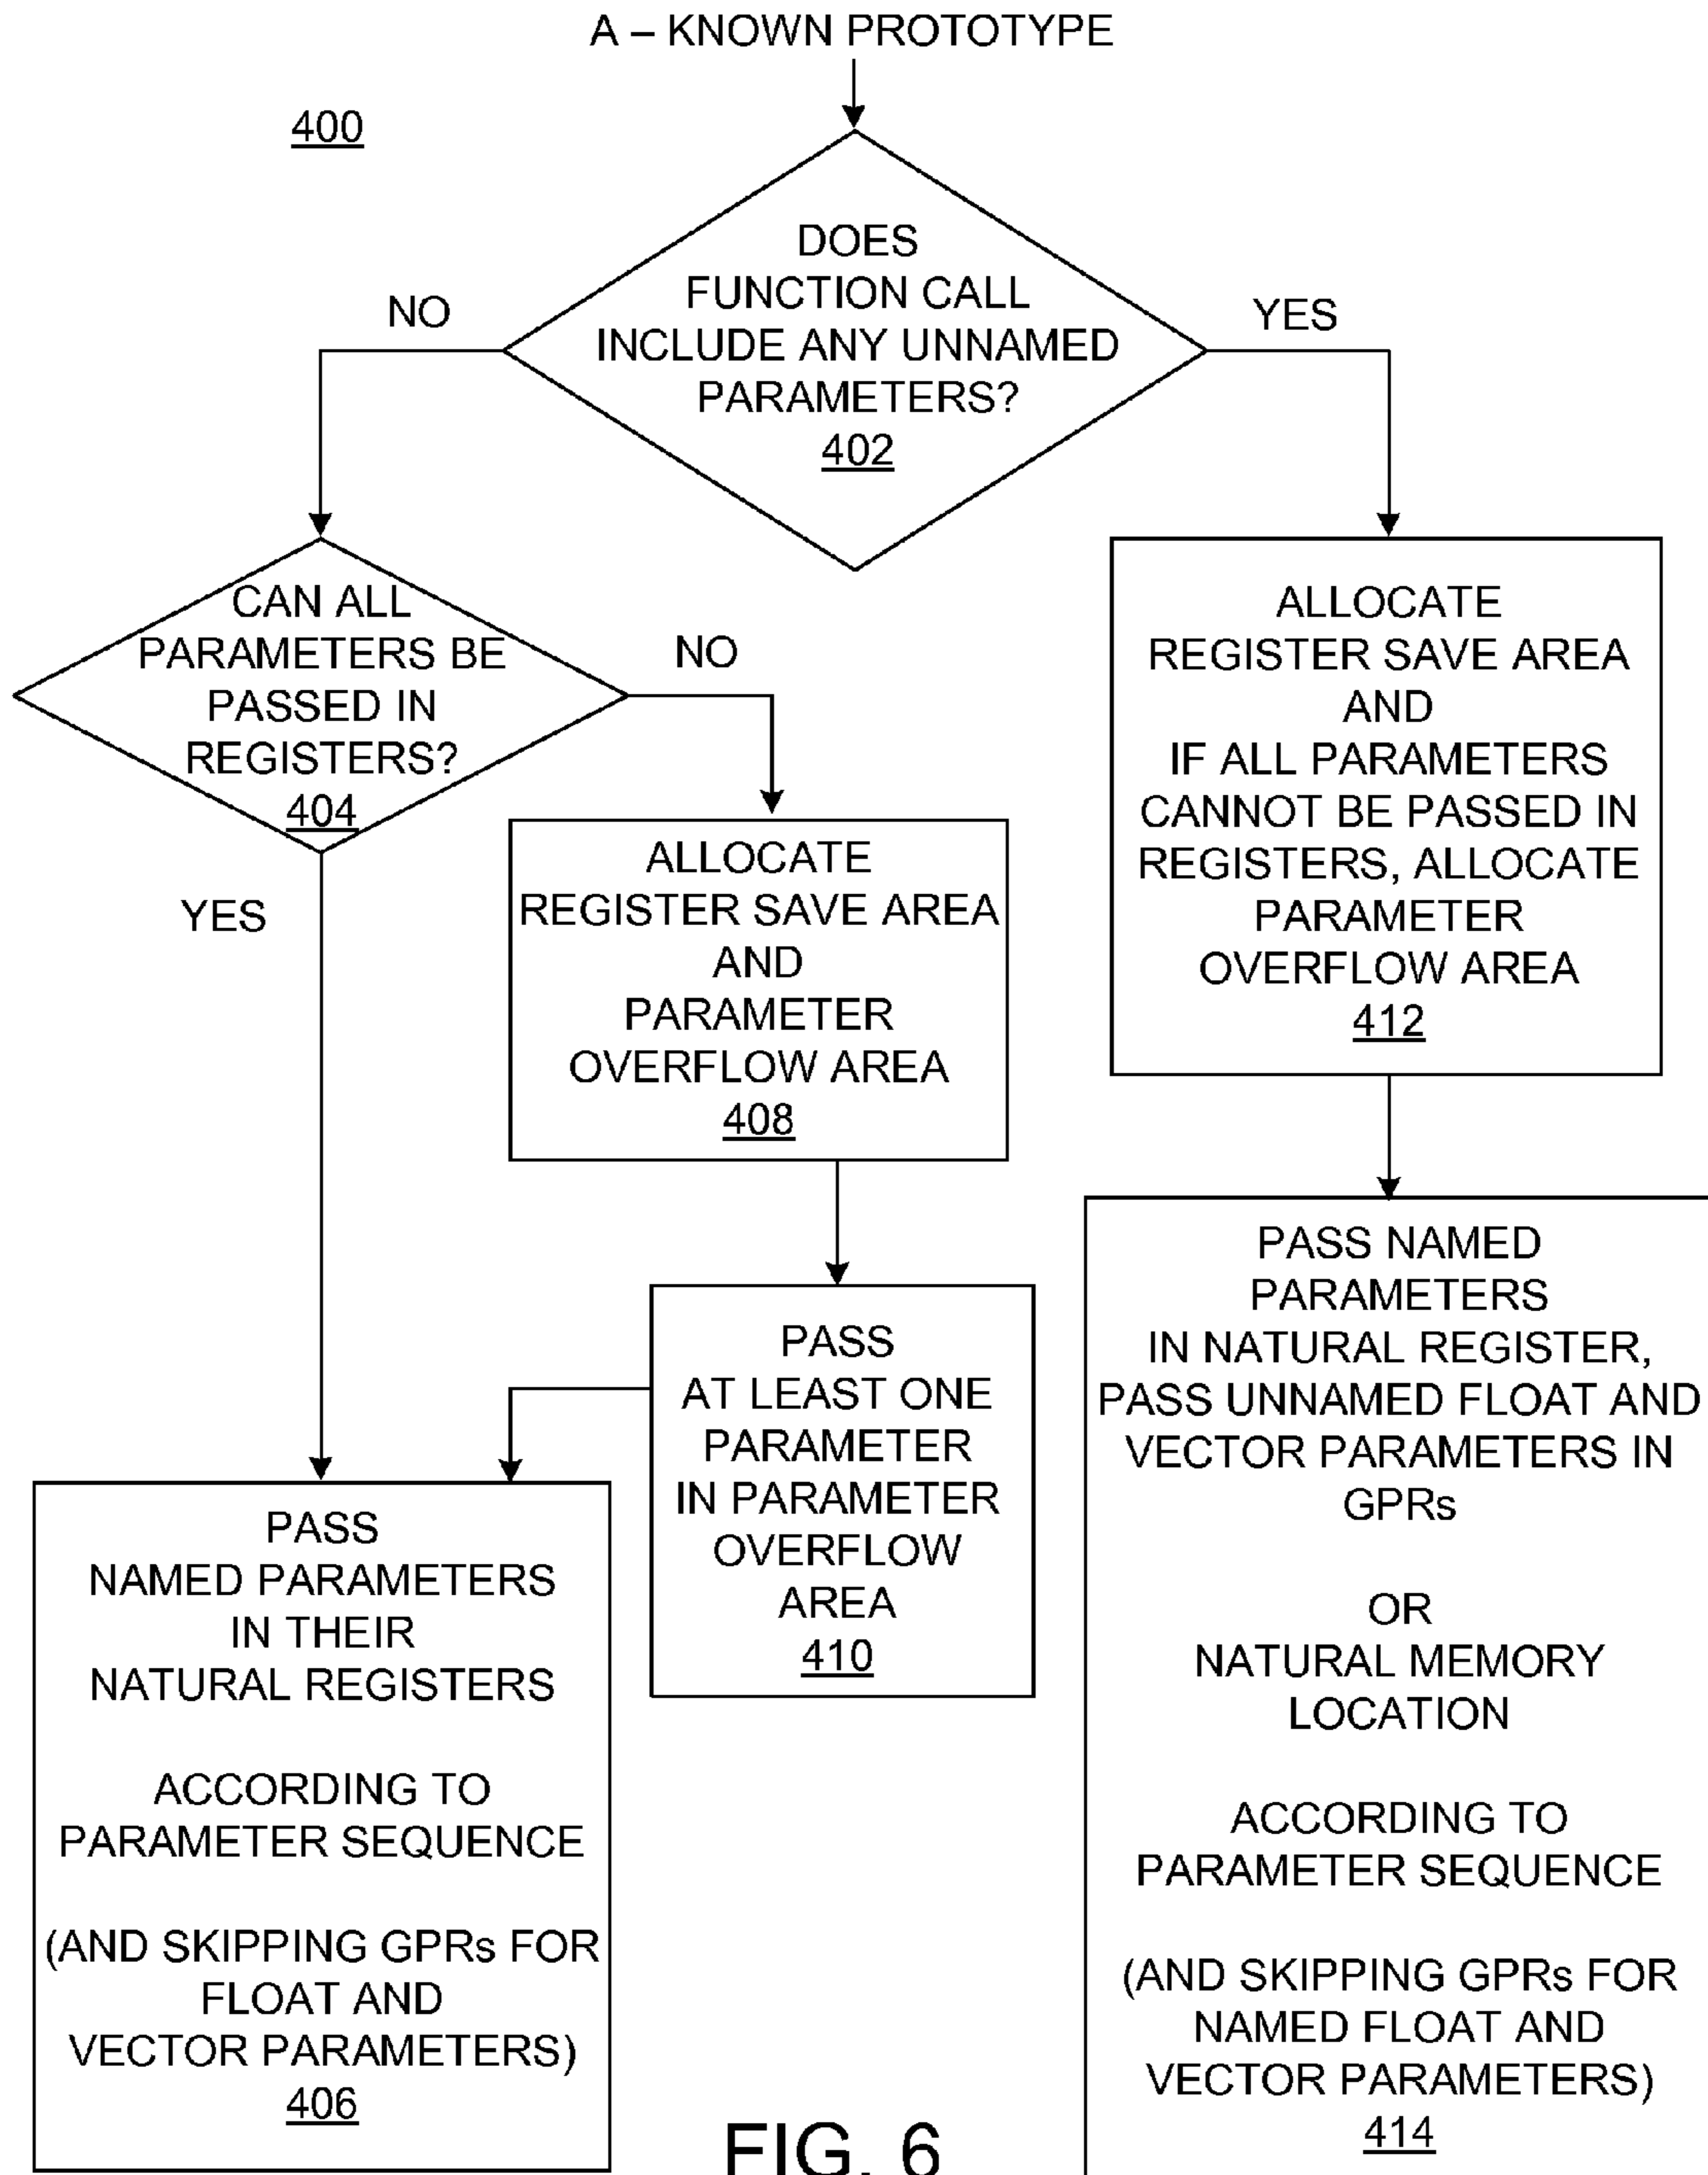 A – KNOWN PROTOTYPE
400
DOES
FUNCTION CALL
INCLUDE ANY UNNAMED
PARAMETERS?
402
NO
YES
CAN ALL
PARAMETERS BE
PASSED IN
REGISTERS?
404
NO
YES
ALLOCATE
REGISTER SAVE AREA
AND
PARAMETER
OVERFLOW AREA
408
ALLOCATE
REGISTER SAVE AREA
AND
IF ALL PARAMETERS
CANNOT BE PASSED IN
REGISTERS, ALLOCATE
PARAMETER
OVERFLOW AREA
412
PASS
AT LEAST ONE
PARAMETER
IN PARAMETER
OVERFLOW
AREA
410
PASS
NAMED PARAMETERS
IN THEIR
NATURAL REGISTERS
ACCORDING TO
PARAMETER SEQUENCE
(AND SKIPPING GPRs FOR
FLOAT AND
VECTOR PARAMETERS)
406
PASS NAMED
PARAMETERS
IN NATURAL REGISTER,
PASS UNNAMED FLOAT AND
VECTOR PARAMETERS IN
GPRs
OR
NATURAL MEMORY
LOCATION
ACCORDING TO
PARAMETER SEQUENCE
(AND SKIPPING GPRs FOR
NAMED FLOAT AND
VECTOR PARAMETERS)
414
FIG. 6